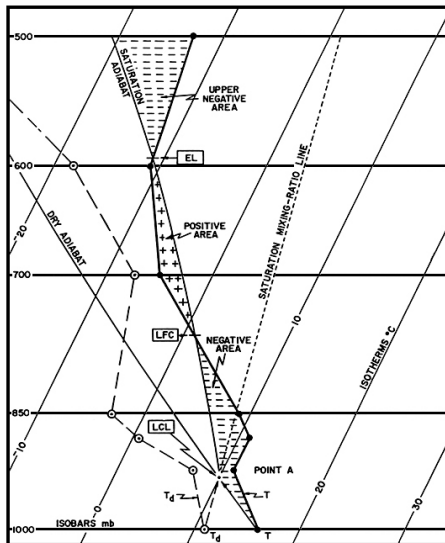 500
SATURATION
ADIABAT
UPPER
NEGATIVE
AREA
EL
600
-20
DRY ADIABAT
POSITIVE
AREA
SATURATION MIXING-RATIO LINE
700
LFC
NEGATIVE
AREA
10
ISOTHERMS °C
850
LCL
-10
POINT A
0
Td
T
20
30
ISOBARS mb
1000
Td
T